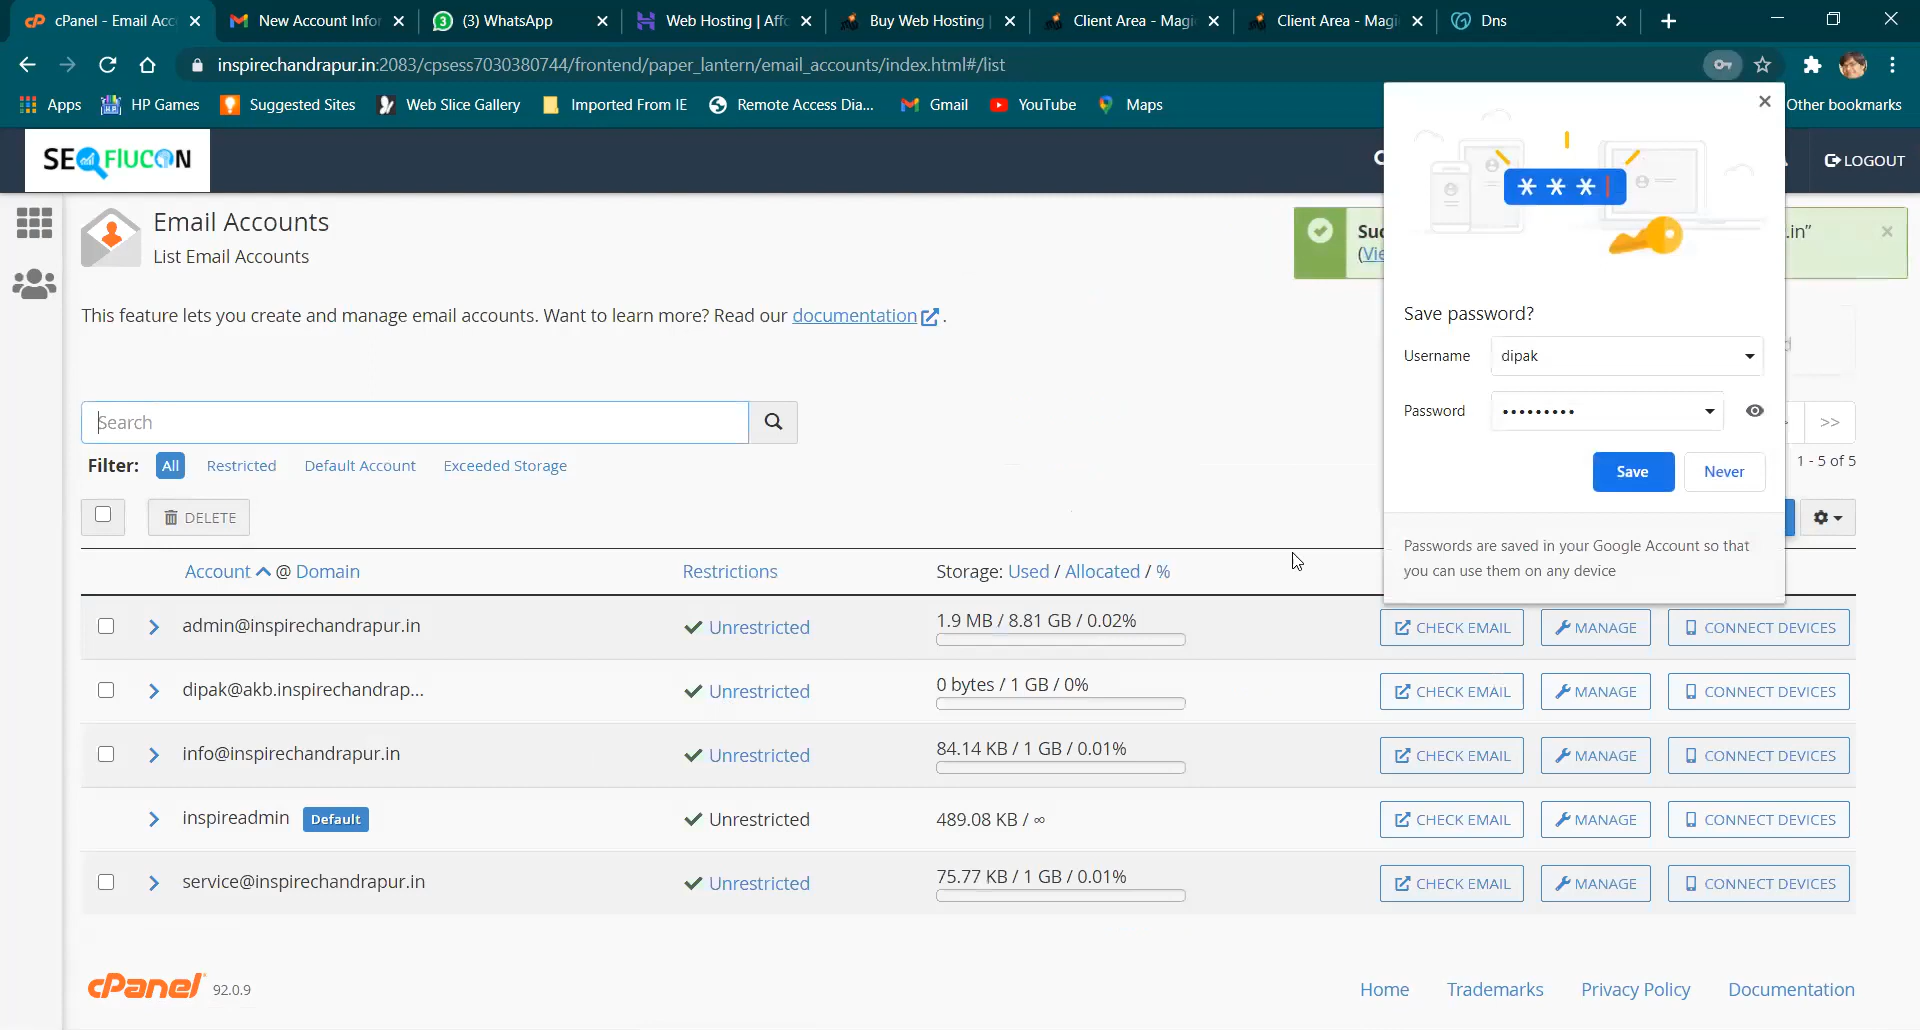 cPanel - Email Acc
New Account Infor
(3) WhatsApp
Web Hosting | Affo
Buy Web Hosting |
Client Area - Magi
Client Area - Magi
Dns
inspirechandrapur.in:2083/cpsess7030380744/frontend/paper_lantern/email_accounts/index.html#/list
Apps
HP Games
Suggested Sites
Web Slice Gallery
Imported From IE
Remote Access Dia...
Gmail
YouTube
Maps
Other bookmarks
SEOFIUCON
LOGOUT
Email Accounts
List Email Accounts
Suc
.in”
(Vie
This feature lets you create and manage email accounts. Want to learn more? Read our documentation .
Save password?
Username dipak
Password •••••••••
Save Never
Passwords are saved in your Google Account so that
you can use them on any device
Search
>>
Filter: All Restricted Default Account Exceeded Storage
1 - 5 of 5
DELETE
Account @ Domain Restrictions Storage: Used / Allocated / %
admin@inspirechandrapur.in Unrestricted 1.9 MB / 8.81 GB / 0.02% CHECK EMAIL MANAGE CONNECT DEVICES
dipak@akb.inspirechandrap... Unrestricted 0 bytes / 1 GB / 0% CHECK EMAIL MANAGE CONNECT DEVICES
info@inspirechandrapur.in Unrestricted 84.14 KB / 1 GB / 0.01% CHECK EMAIL MANAGE CONNECT DEVICES
inspireadmin Default Unrestricted 489.08 KB / ∞ CHECK EMAIL MANAGE CONNECT DEVICES
service@inspirechandrapur.in Unrestricted 75.77 KB / 1 GB / 0.01% CHECK EMAIL MANAGE CONNECT DEVICES
cPanel 92.0.9
Home Trademarks Privacy Policy Documentation